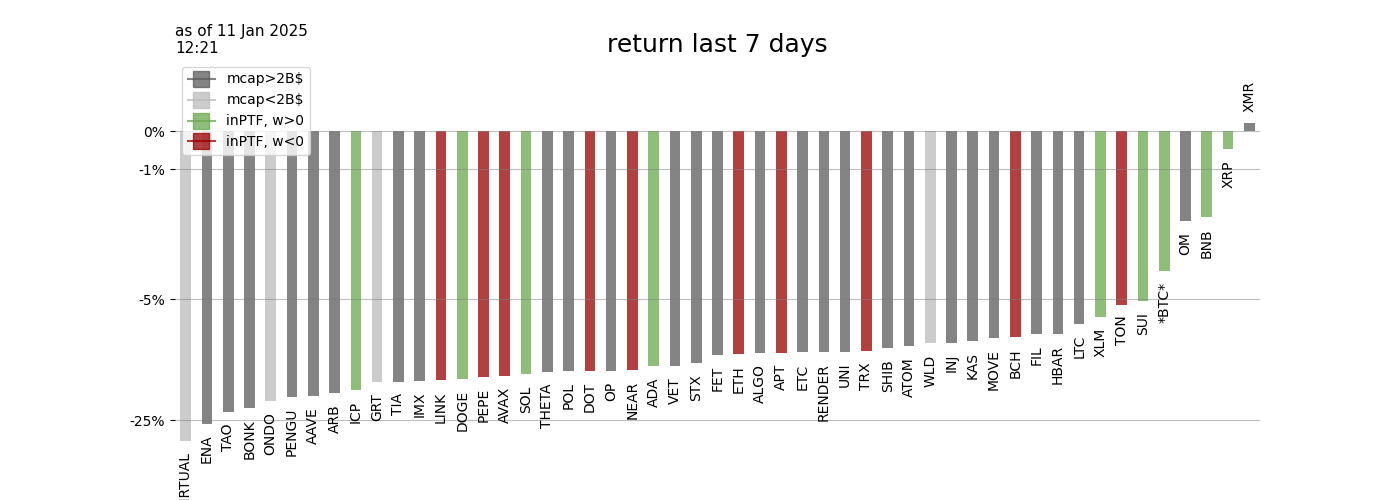 as of 11 Jan 2025
12:21
return last 7 days
mcap>2B$
mcap<2B$
inPTF, w>0
inPTF, w<0
0%
-1%
-5%
-25%
RTUAL
ENA
TAO
BONK
ONDO
PENGU
AAVE
ARB
ICP
GRT
TIA
IMX
LINK
DOGE
PEPE
AVAX
SOL
THETA
POL
DOT
OP
NEAR
ADA
VET
STX
FET
ETH
ALGO
APT
ETC
RENDER
UNI
TRX
SHIB
ATOM
WLD
INJ
KAS
MOVE
BCH
FIL
HBAR
LTC
XLM
TON
SUI
*BTC*
OM
BNB
XRP
XMR